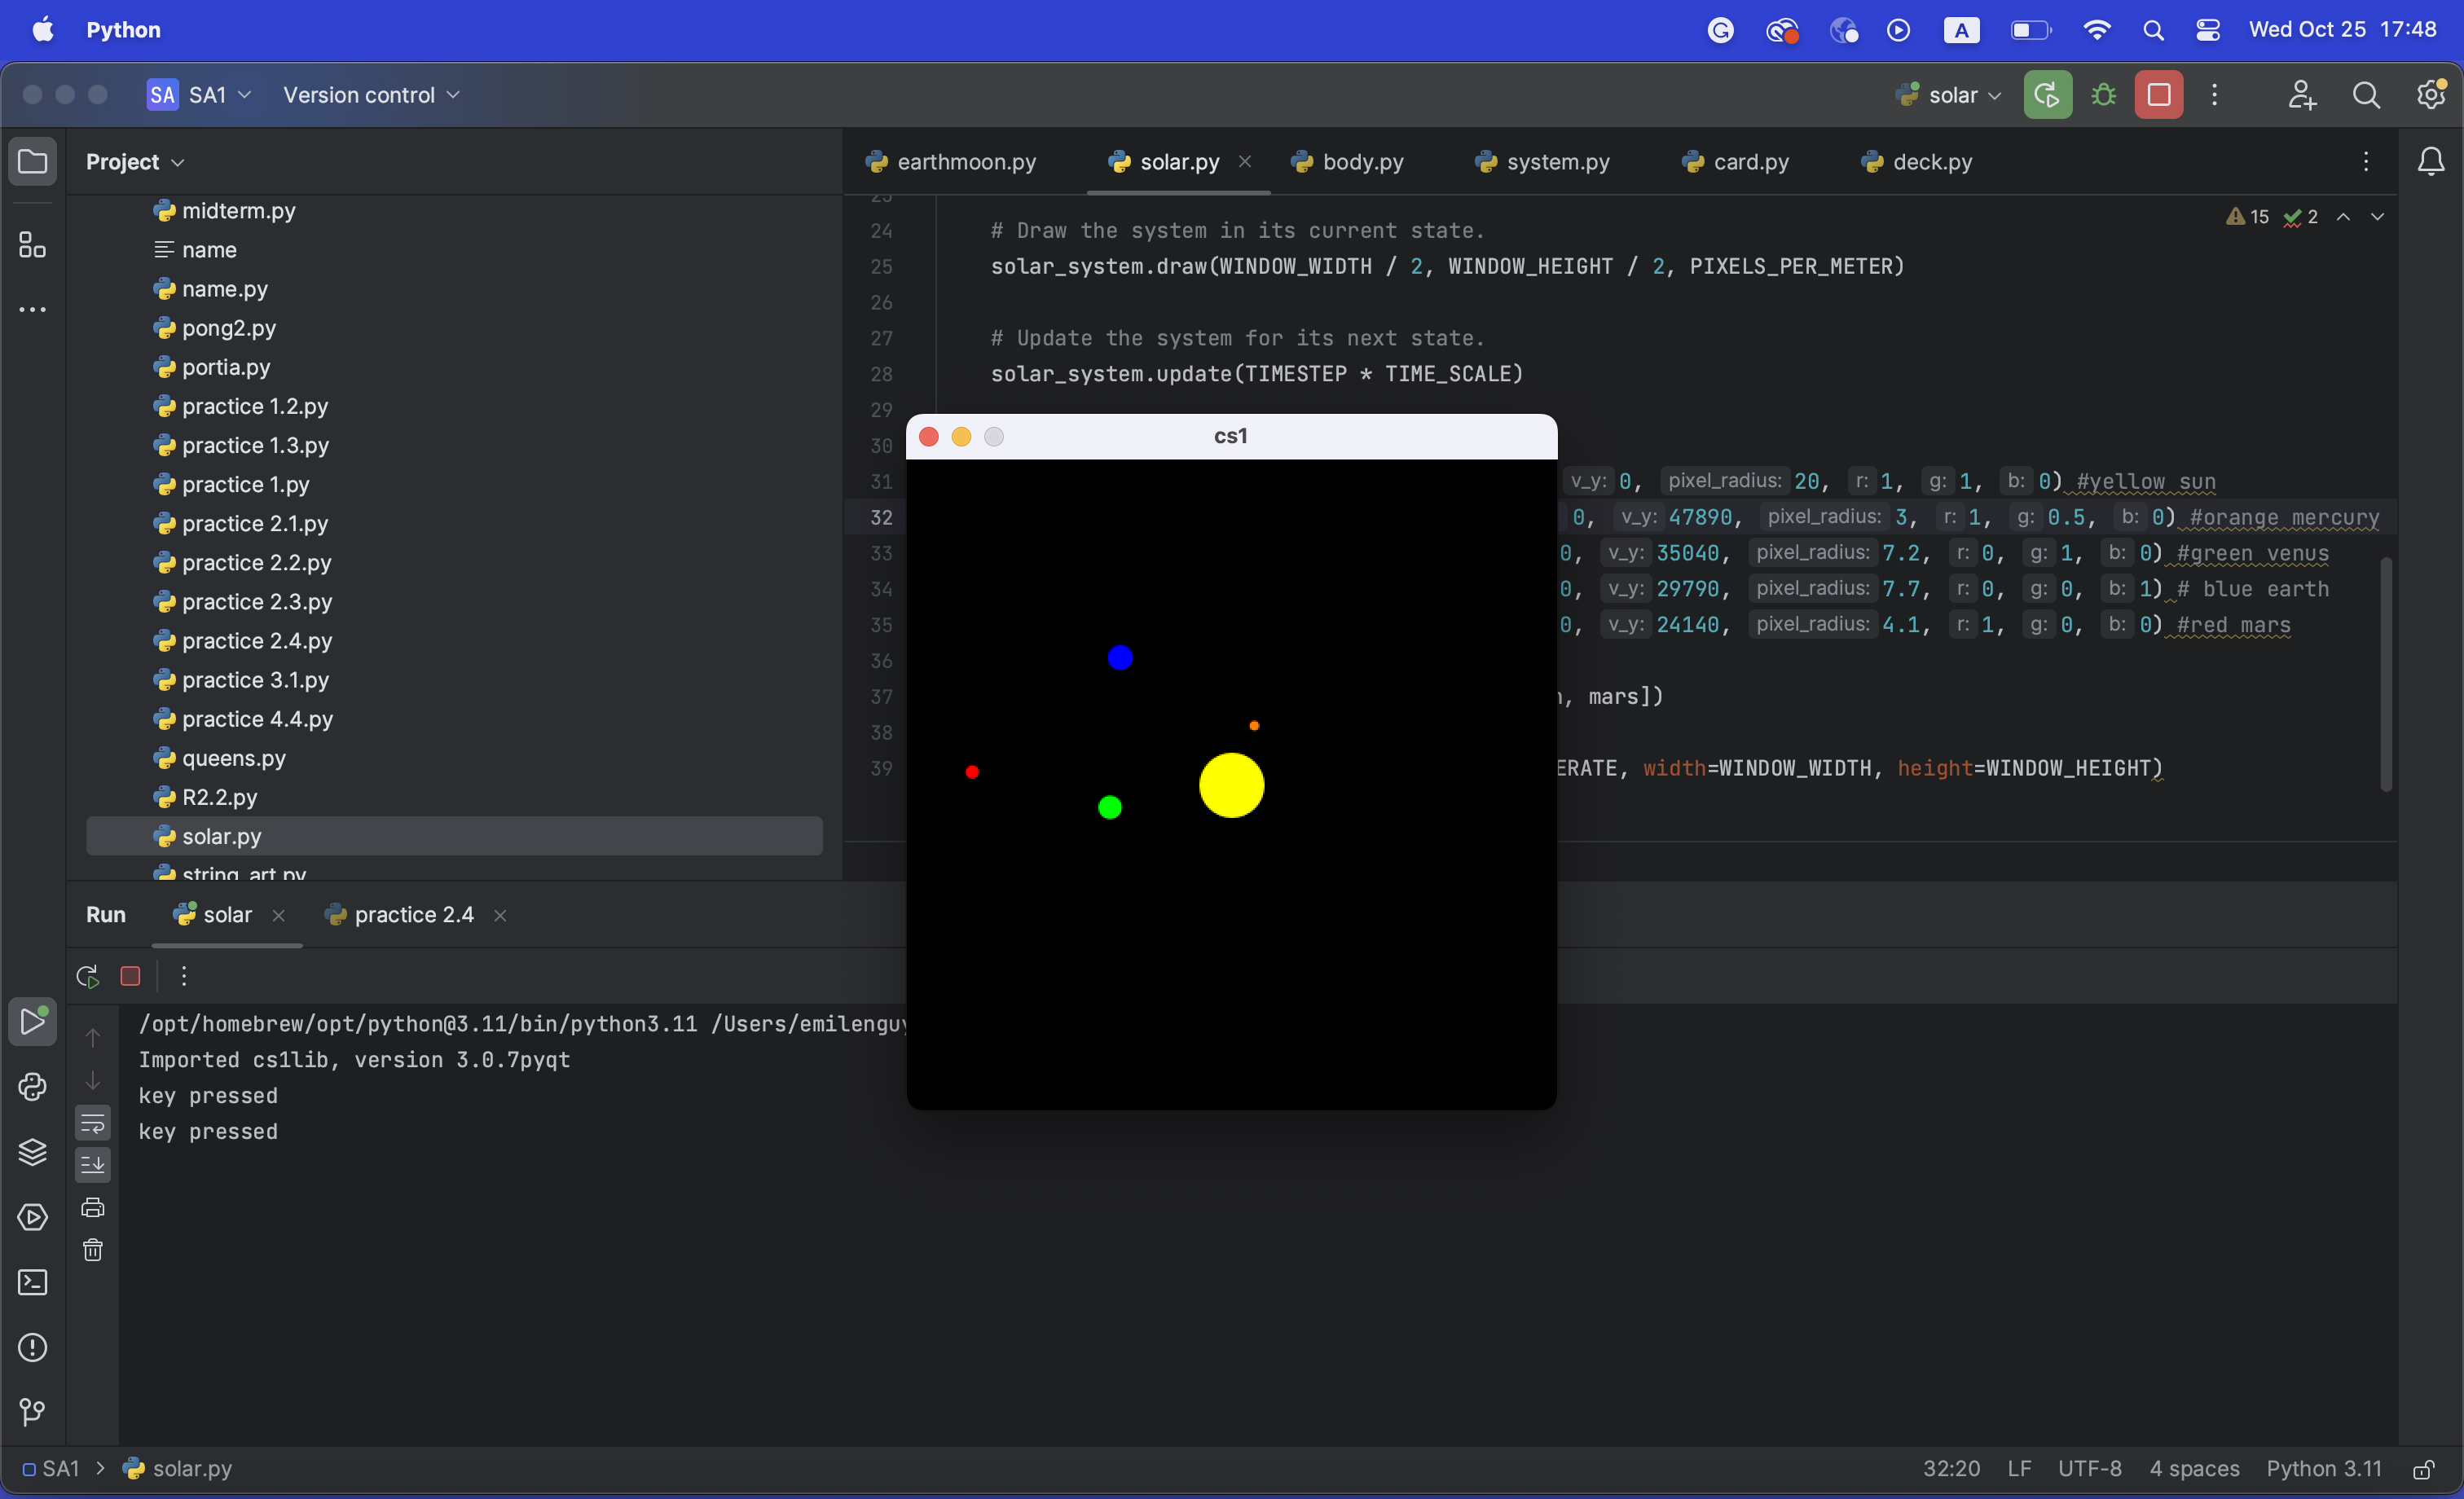 Python
A
Wed Oct 25 17:48
SA SA1 Version control
solar
Project
earthmoon.py solar.py body.py system.py card.py deck.py
midterm.py
name
name.py
pong2.py
portia.py
practice 1.2.py
practice 1.3.py
practice 1.py
practice 2.1.py
practice 2.2.py
practice 2.3.py
practice 2.4.py
practice 3.1.py
practice 4.4.py
queens.py
R2.2.py
solar.py
string_art.py
15 2
23
24 # Draw the system in its current state.
25 solar_system.draw(WINDOW_WIDTH / 2, WINDOW_HEIGHT / 2, PIXELS_PER_METER)
26
27 # Update the system for its next state.
28 solar_system.update(TIMESTEP * TIME_SCALE)
29
30
31 v_y: 0, pixel_radius: 20, r: 1, g: 1, b: 0) #yellow sun
32 0, v_y: 47890, pixel_radius: 3, r: 1, g: 0.5, b: 0) #orange mercury
33 0, v_y: 35040, pixel_radius: 7.2, r: 0, g: 1, b: 0) #green venus
34 0, v_y: 29790, pixel_radius: 7.7, r: 0, g: 0, b: 1) # blue earth
35 0, v_y: 24140, pixel_radius: 4.1, r: 1, g: 0, b: 0) #red mars
36
37 , mars])
38
39 ERATE, width=WINDOW_WIDTH, height=WINDOW_HEIGHT)
cs1
Run solar practice 2.4
/opt/homebrew/opt/python@3.11/bin/python3.11 /Users/emilenguy
Imported cs1lib, version 3.0.7pyqt
key pressed
key pressed
SA1 > solar.py
32:20 LF UTF-8 4 spaces Python 3.11